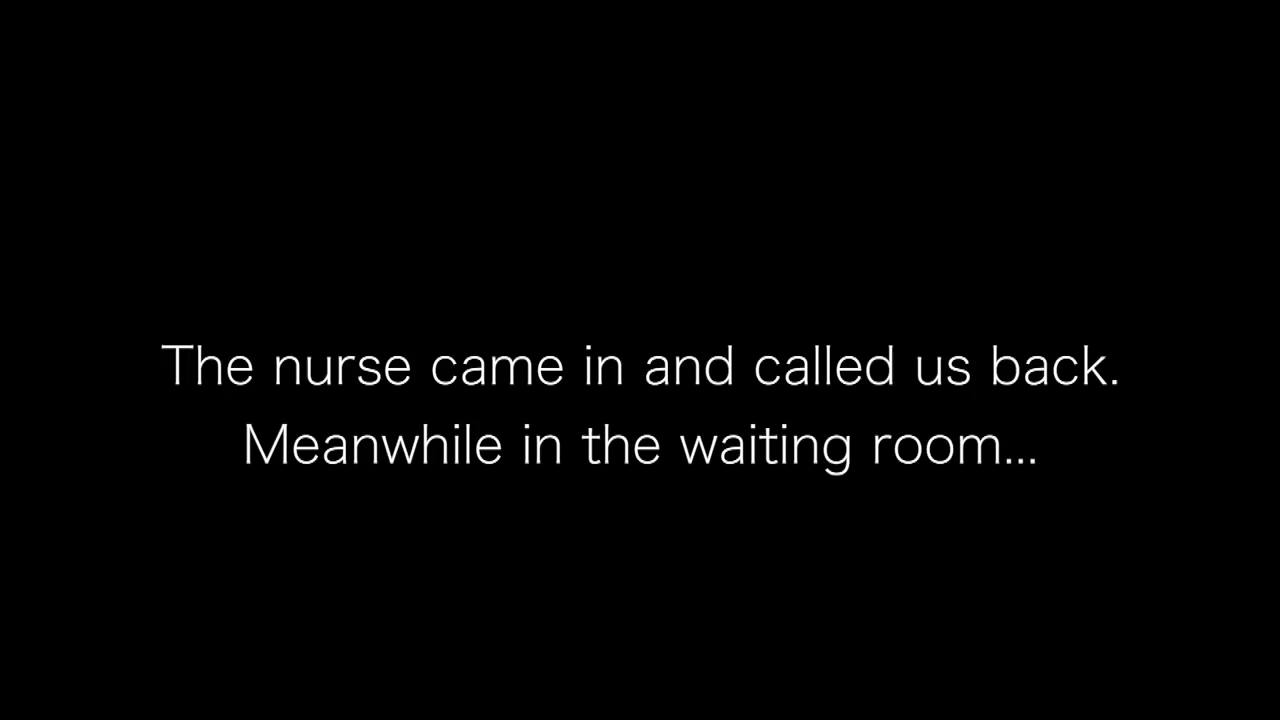 The nurse came in and called us back.
Meanwhile in the waiting room...